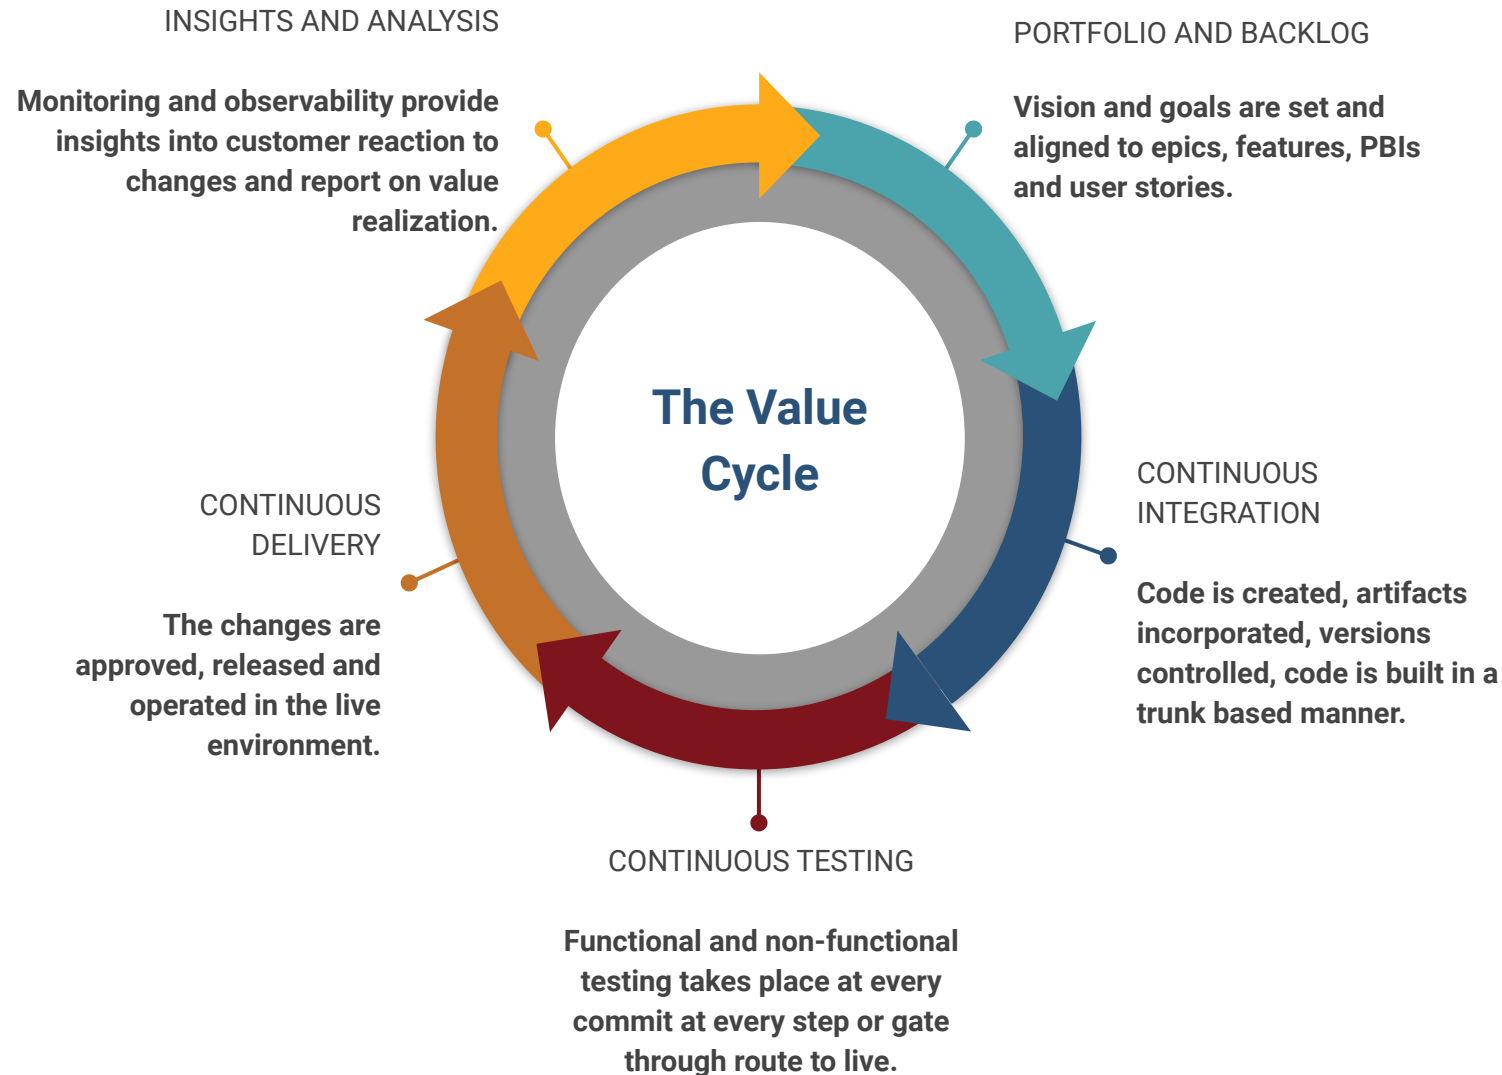 INSIGHTS AND ANALYSIS
Monitoring and observability provide
insights into customer reaction to
changes and report on value
realization.
PORTFOLIO AND BACKLOG
Vision and goals are set and
aligned to epics, features, PBIs
and user stories.
The Value
Cycle
CONTINUOUS
INTEGRATION
Code is created, artifacts
incorporated, versions
controlled, code is built in a
trunk based manner.
CONTINUOUS
DELIVERY
The changes are
approved, released and
operated in the live
environment.
CONTINUOUS TESTING
Functional and non-functional
testing takes place at every
commit at every step or gate
through route to live.